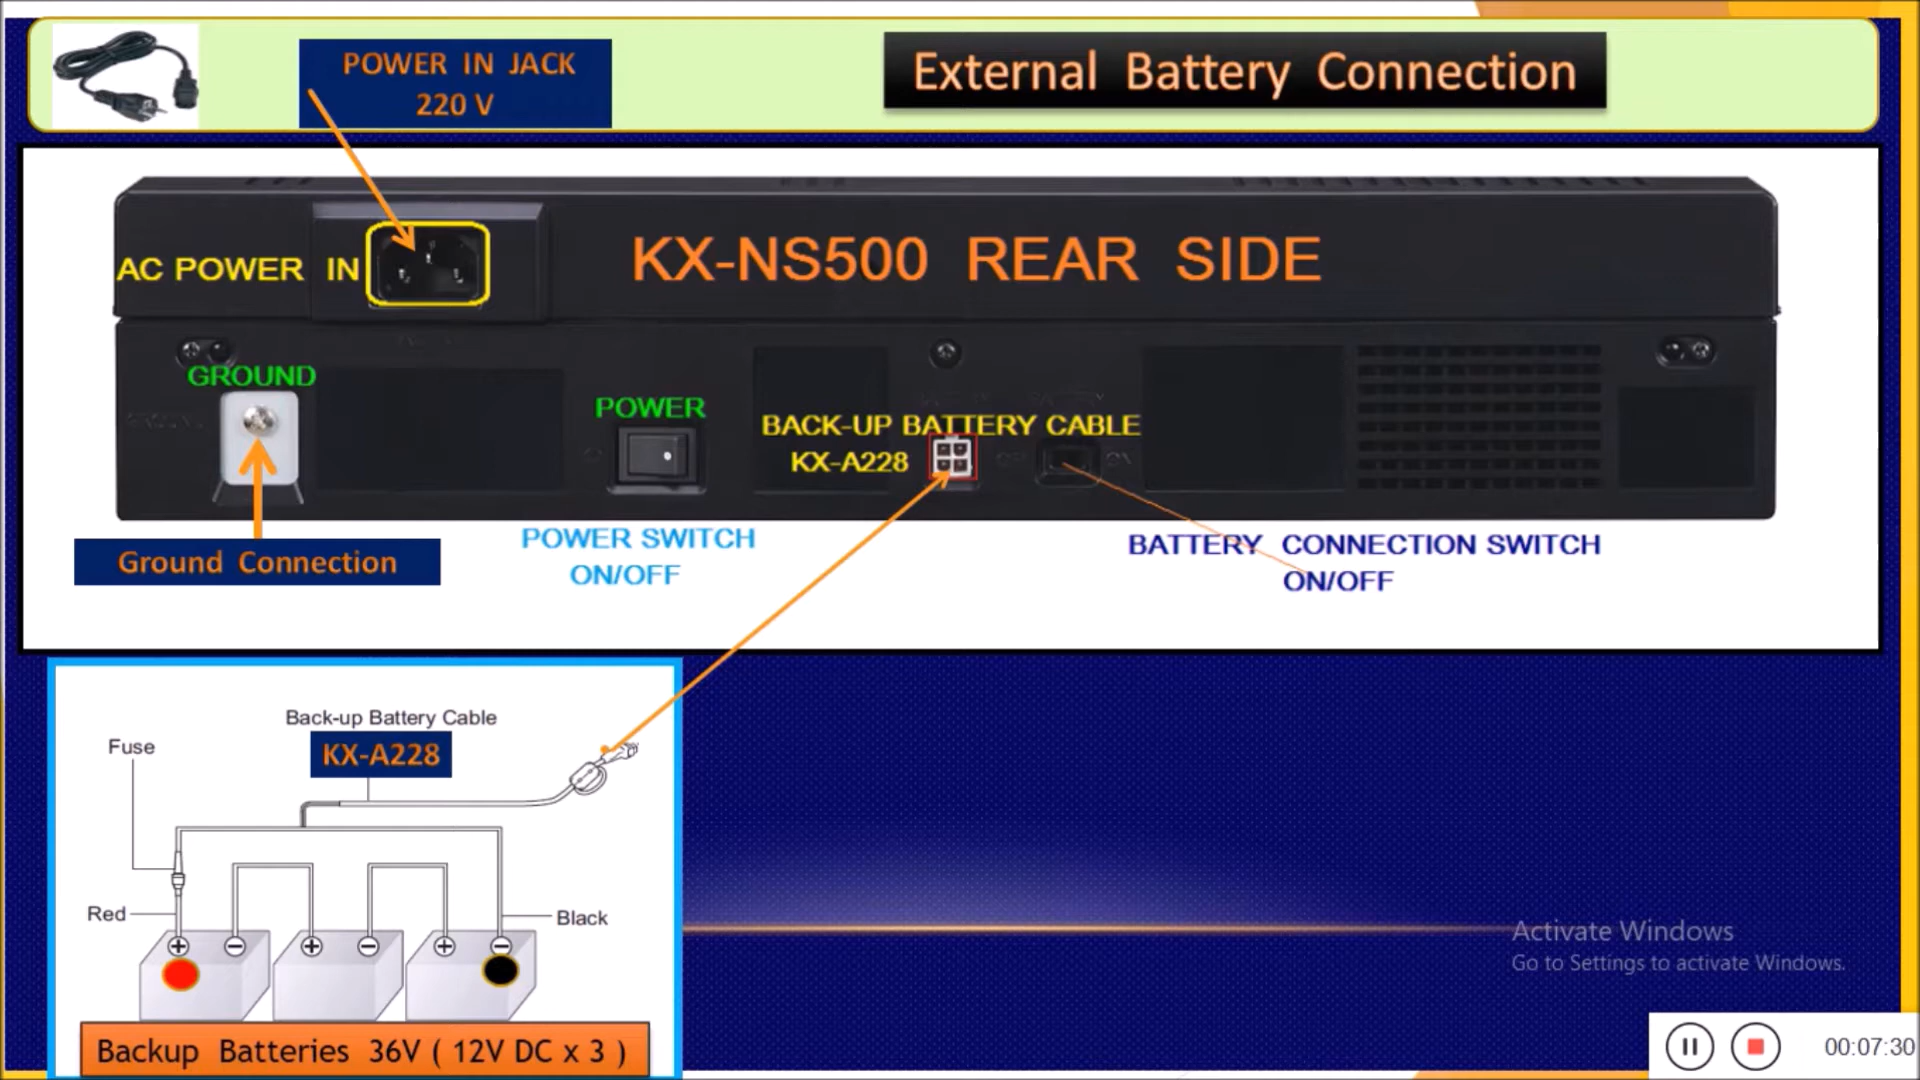 POWER IN JACK
220 V
External Battery Connection
AC POWER IN
KX-NS500 REAR SIDE
GROUND
POWER
BACK-UP BATTERY CABLE
KX-A228
OFF
ON
Ground Connection
POWER SWITCH
ON/OFF
BATTERY CONNECTION SWITCH
ON/OFF
Back-up Battery Cable
KX-A228
Fuse
Red
Black
Backup Batteries 36V ( 12V DC x 3 )
Activate Windows
Go to Settings to activate Windows.
00:07:30